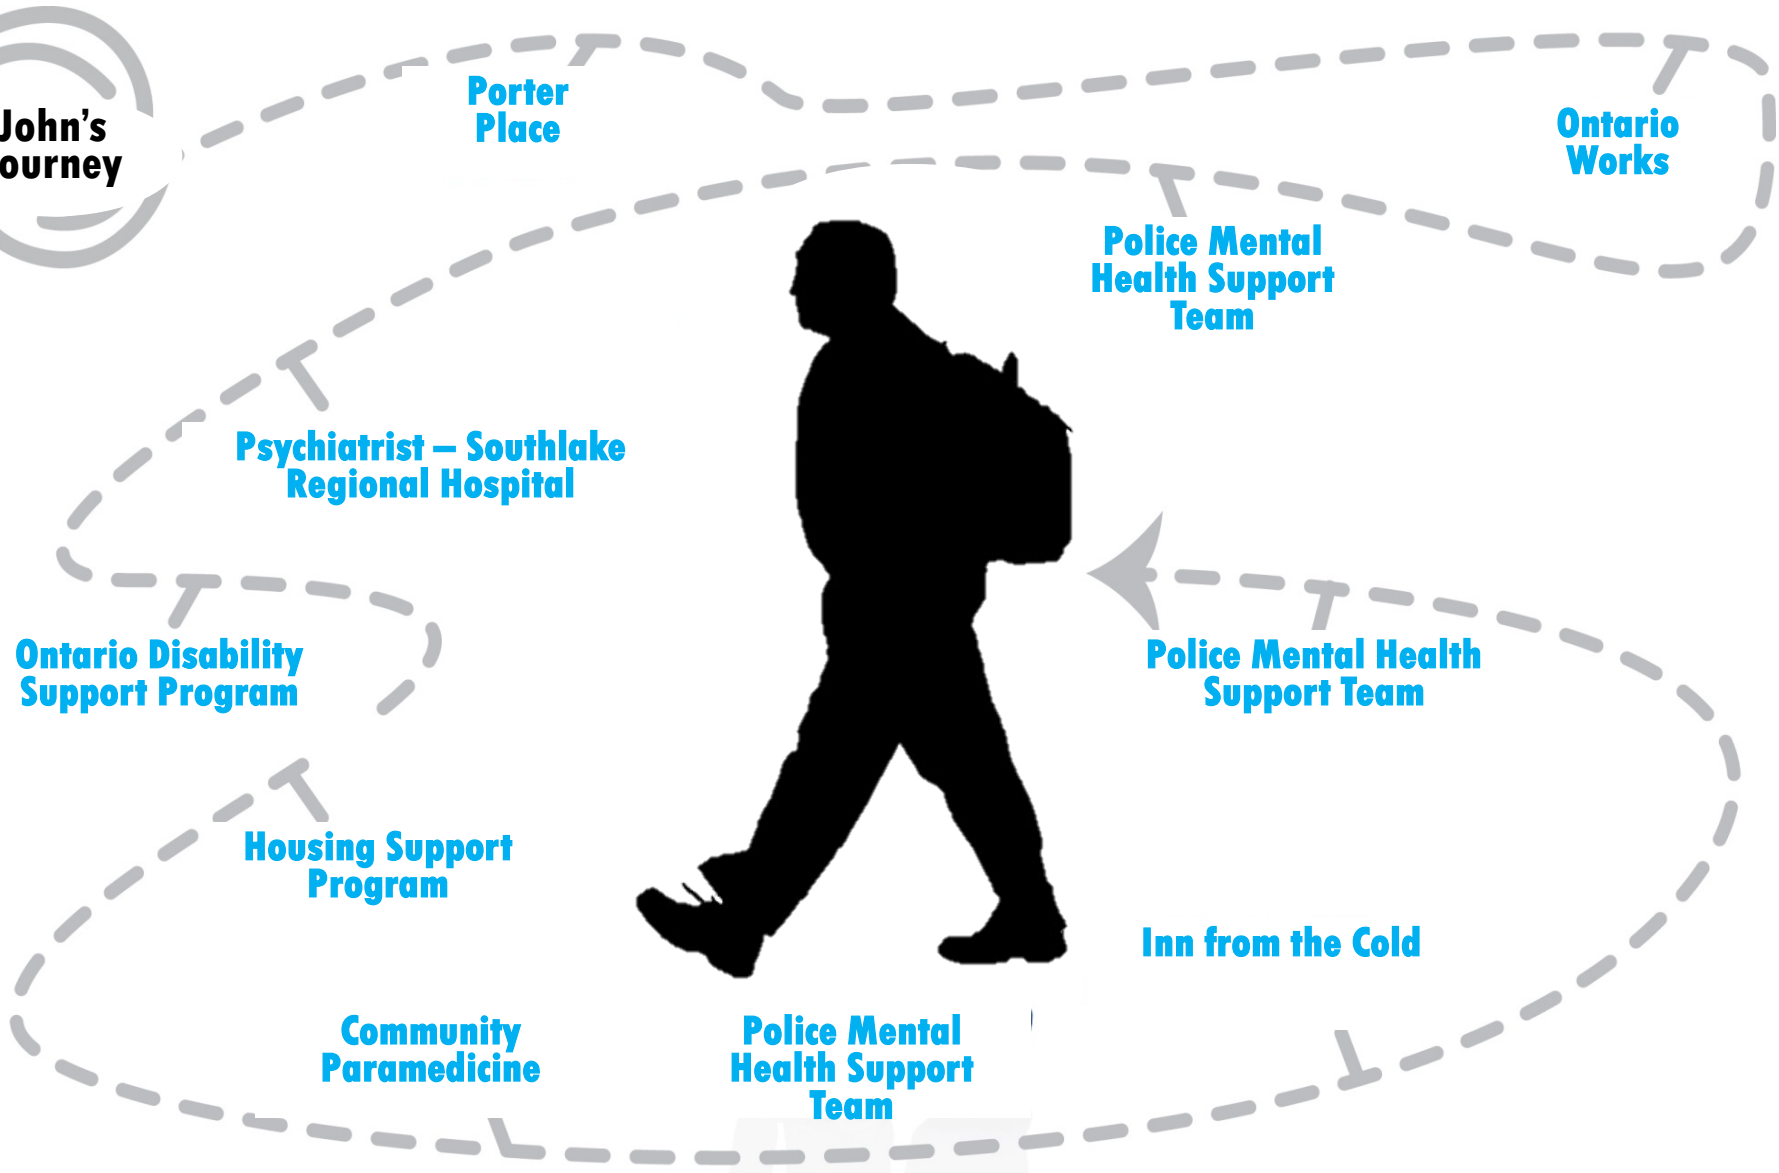 John's
ourney
Porter
Place
Ontario
Works
Police Mental
Health Support
Team
Psychiatrist – Southlake
Regional Hospital
Ontario Disability
Support Program
Housing Support
Program
Community
Paramedicine
Police Mental
Health Support
Team
Inn from the Cold
Police Mental Health
Support Team